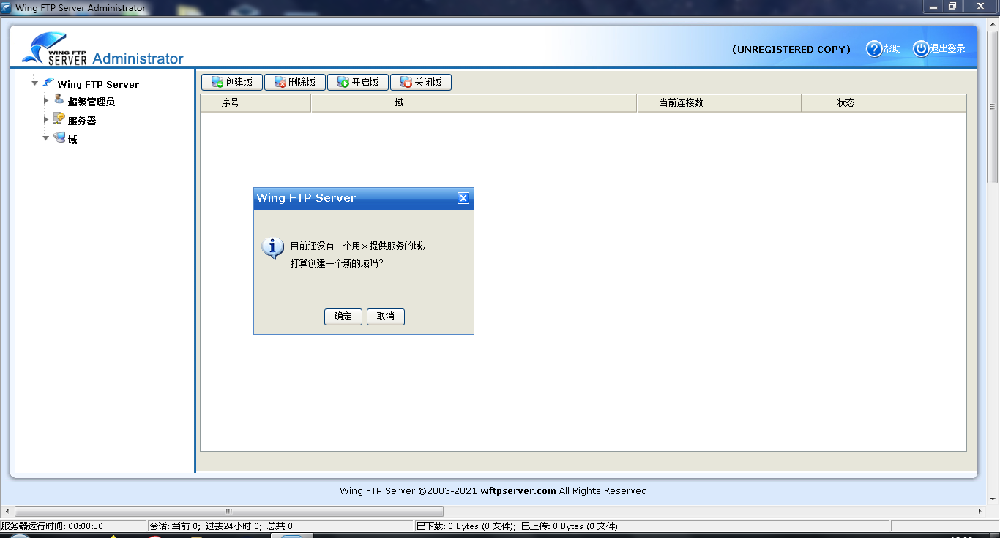 Wing FTP Server Administrator
WING FTP SERVER Administrator
(UNREGISTERED COPY) 帮助 退出登录
Wing FTP Server
超级管理员
服务器
域
创建域 删除域 开启域 关闭域
序号 域 当前连接数 状态
Wing FTP Server
目前还没有一个用来提供服务的域，
打算创建一个新的域吗?
确定 取消
Wing FTP Server ©2003-2021 wftpserver.com All Rights Reserved
服务器运行时间: 00:00:30 会话: 当前 0; 过去24小时 0; 总共 0 已下载: 0 Bytes (0 文件); 已上传: 0 Bytes (0 文件)